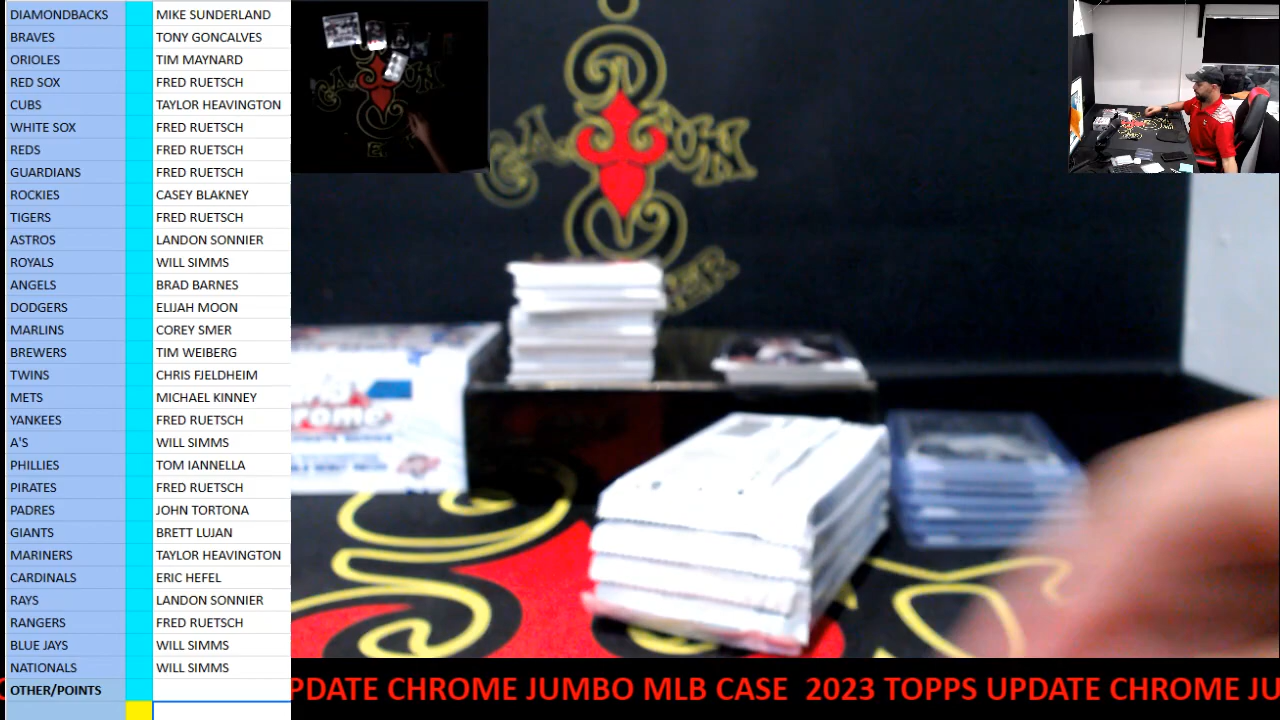 DIAMONDBACKS MIKE SUNDERLAND
BRAVES TONY GONCALVES
ORIOLES TIM MAYNARD
RED SOX FRED RUETSCH
CUBS TAYLOR HEAVINGTON
WHITE SOX FRED RUETSCH
REDS FRED RUETSCH
GUARDIANS FRED RUETSCH
ROCKIES CASEY BLAKNEY
TIGERS FRED RUETSCH
ASTROS LANDON SONNIER
ROYALS WILL SIMMS
ANGELS BRAD BARNES
DODGERS ELIJAH MOON
MARLINS COREY SMER
BREWERS TIM WEIBERG
TWINS CHRIS FJELDHEIM
METS MICHAEL KINNEY
YANKEES FRED RUETSCH
A'S WILL SIMMS
PHILLIES TOM IANNELLA
PIRATES FRED RUETSCH
PADRES JOHN TORTONA
GIANTS BRETT LUJAN
MARINERS TAYLOR HEAVINGTON
CARDINALS ERIC HEFEL
RAYS LANDON SONNIER
RANGERS FRED RUETSCH
BLUE JAYS WILL SIMMS
NATIONALS WILL SIMMS
OTHER/POINTS
PDATE CHROME JUMBO MLB CASE 2023 TOPPS UPDATE CHROME JU